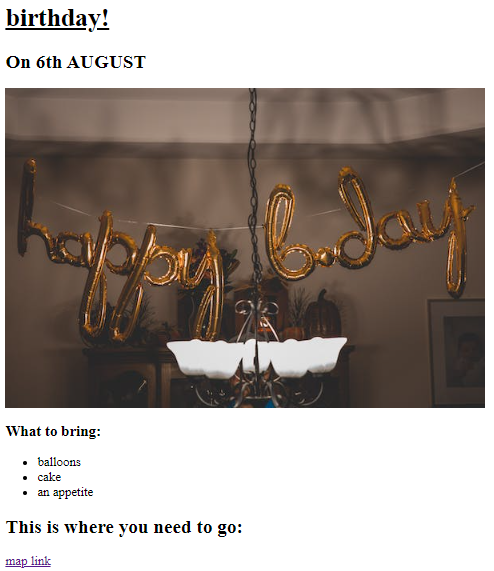 birthday!
On 6th AUGUST
happy b.day
What to bring:
balloons
cake
an appetite
This is where you need to go:
map link